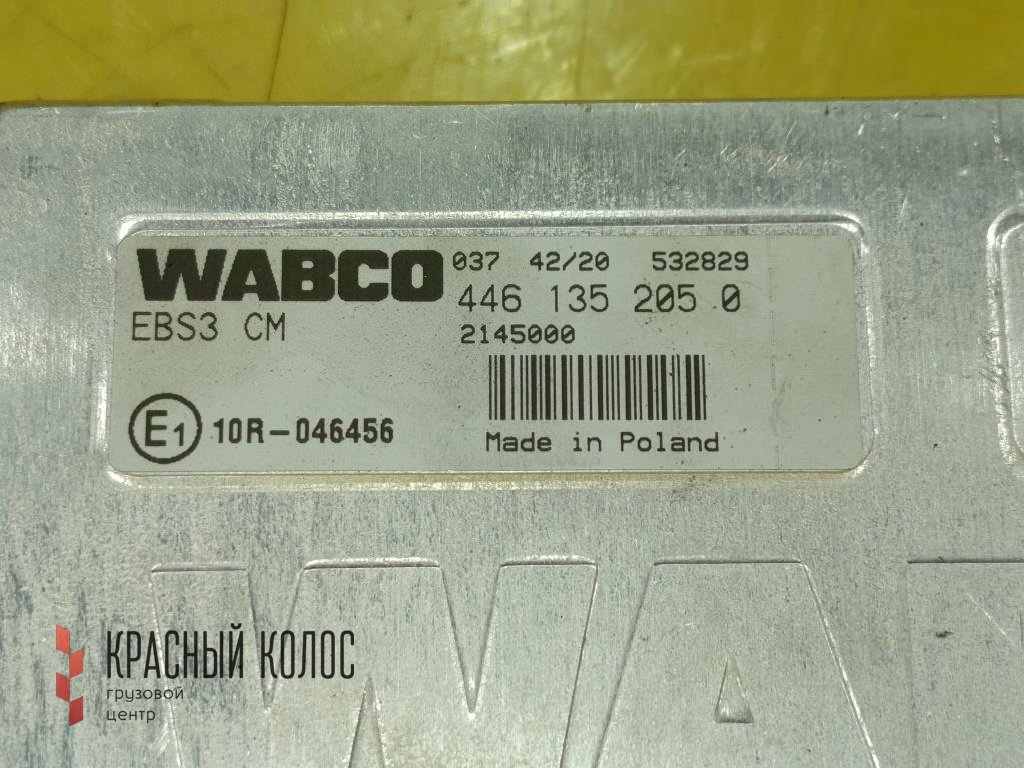 WABCO 037 42/20 532829
446 135 205 0
EBS3 CM
2145000
E1 10R-046456
Made in Poland
WA
КРАСНЫЙ КОЛОС
грузовой
центр